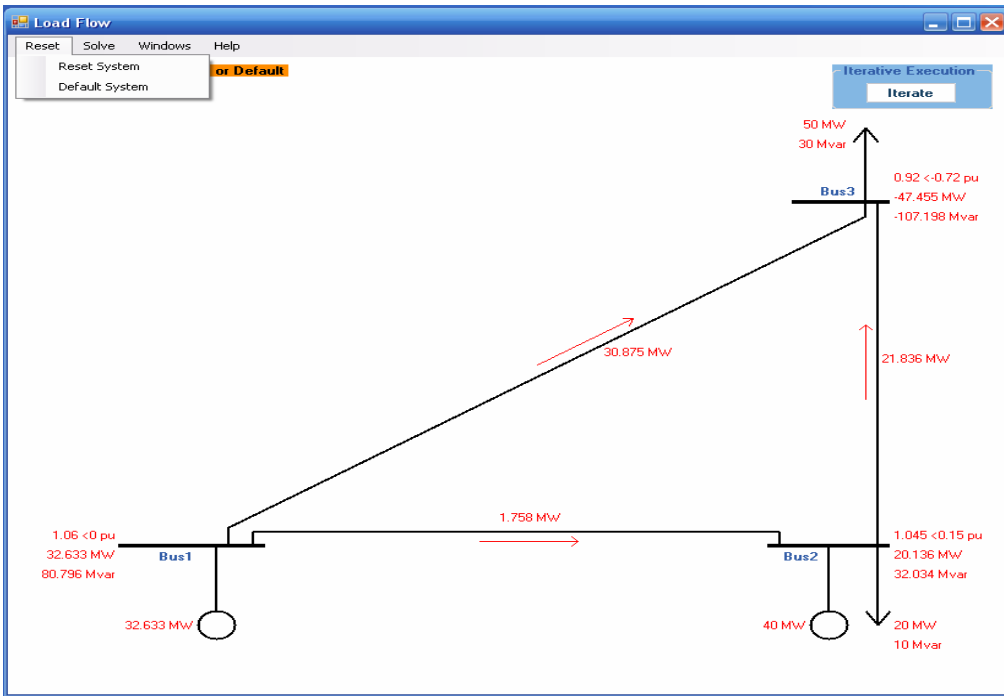 Load Flow
Reset Solve Windows Help
Reset System
Default System
or Default
Iterative Execution
Iterate
50 MW
30 Mvar
0.92 <-0.72 pu
Bus3
-47.455 MW
-107.198 Mvar
30.875 MW
21.836 MW
1.758 MW
1.06 <0 pu
Bus1
32.633 MW
80.796 Mvar
1.045 <0.15 pu
Bus2
20.136 MW
32.034 Mvar
32.633 MW
40 MW
20 MW
10 Mvar